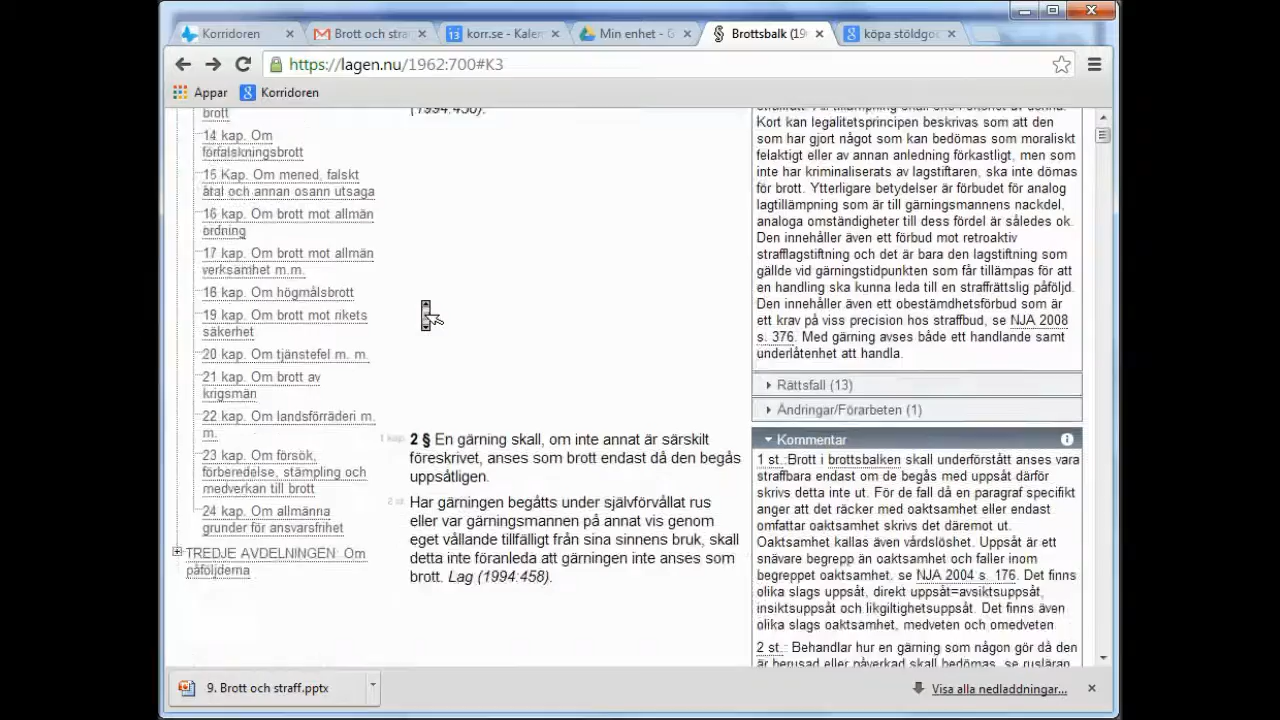 Korridoren
Brott och stra
korr.se - Kalen
Min enhet - G
Brottsbalk (19
köpa stöldgo
https://lagen.nu/1962:700#K3
Appar
Korridoren
brott
14 kap. Om
förfalskningsbrott
15 Kap. Om mened, falskt
åtal och annan osann utsaga
16 kap. Om brott mot allmän
ordning
17 kap. Om brott mot allmän
verksamhet m.m.
18 kap. Om högmålsbrott
19 kap. Om brott mot rikets
säkerhet
20 kap. Om tjänstefel m. m.
21 kap. Om brott av
krigsmän
22 kap. Om landsförräderi m.
m.
23 kap. Om försök,
förberedelse, stämpling och
medverkan till brott
24 kap. Om allmänna
grunder för ansvarsfrihet
TREDJE AVDELNINGEN: Om
påföljderna
(1994:458).
1 kap
2 § En gärning skall, om inte annat är särskilt
föreskrivet, anses som brott endast då den begås
uppsåtligen.
2 st
Har gärningen begåtts under självförvållat rus
eller var gärningsmannen på annat vis genom
eget vållande tillfälligt från sina sinnens bruk, skall
detta inte föranleda att gärningen inte anses som
brott. Lag (1994:458).
Kort kan legalitetsprincipen beskrivas som att den
som har gjort något som kan bedömas som moraliskt
felaktigt eller av annan anledning förkastligt, men som
inte har kriminaliserats av lagstiftaren, ska inte dömas
för brott. Ytterligare betydelser är förbudet för analog
lagtillämpning som är till gärningsmannens nackdel,
analoga omständigheter till dess fördel är således ok.
Den innehåller även ett förbud mot retroaktiv
strafflagstiftning och det är bara den lagstiftning som
gällde vid gärningstidpunkten som får tillämpas för att
en handling ska kunna leda till en straffrättslig påföljd.
Den innehåller även ett obestämdhetsförbud som är
ett krav på viss precision hos straffbud, se NJA 2008
s. 376. Med gärning avses både ett handlande samt
underlåtenhet att handla.
Rättsfall (13)
Ändringar/Förarbeten (1)
Kommentar
1 st.:Brott i brottsbalken skall underförstått anses vara
straffbara endast om de begås med uppsåt därför
skrivs detta inte ut. För de fall då en paragraf specifikt
anger att det räcker med oaktsamhet eller endast
omfattar oaktsamhet skrivs det däremot ut.
Oaktsamhet kallas även vårdslöshet. Uppsåt är ett
snävare begrepp än oaktsamhet och faller inom
begreppet oaktsamhet. se NJA 2004 s. 176. Det finns
olika slags uppsåt, direkt uppsåt=avsiktsuppsåt,
insiktsuppsåt och likgiltighetsuppsåt. Det finns även
olika slags oaktsamhet, medveten och omedveten
2 st.: Behandlar hur en gärning som någon gör då den
är berusad eller påverkad skall bedömas, se rusläran
9. Brott och straff.pptx
Visa alla nedladdningar...